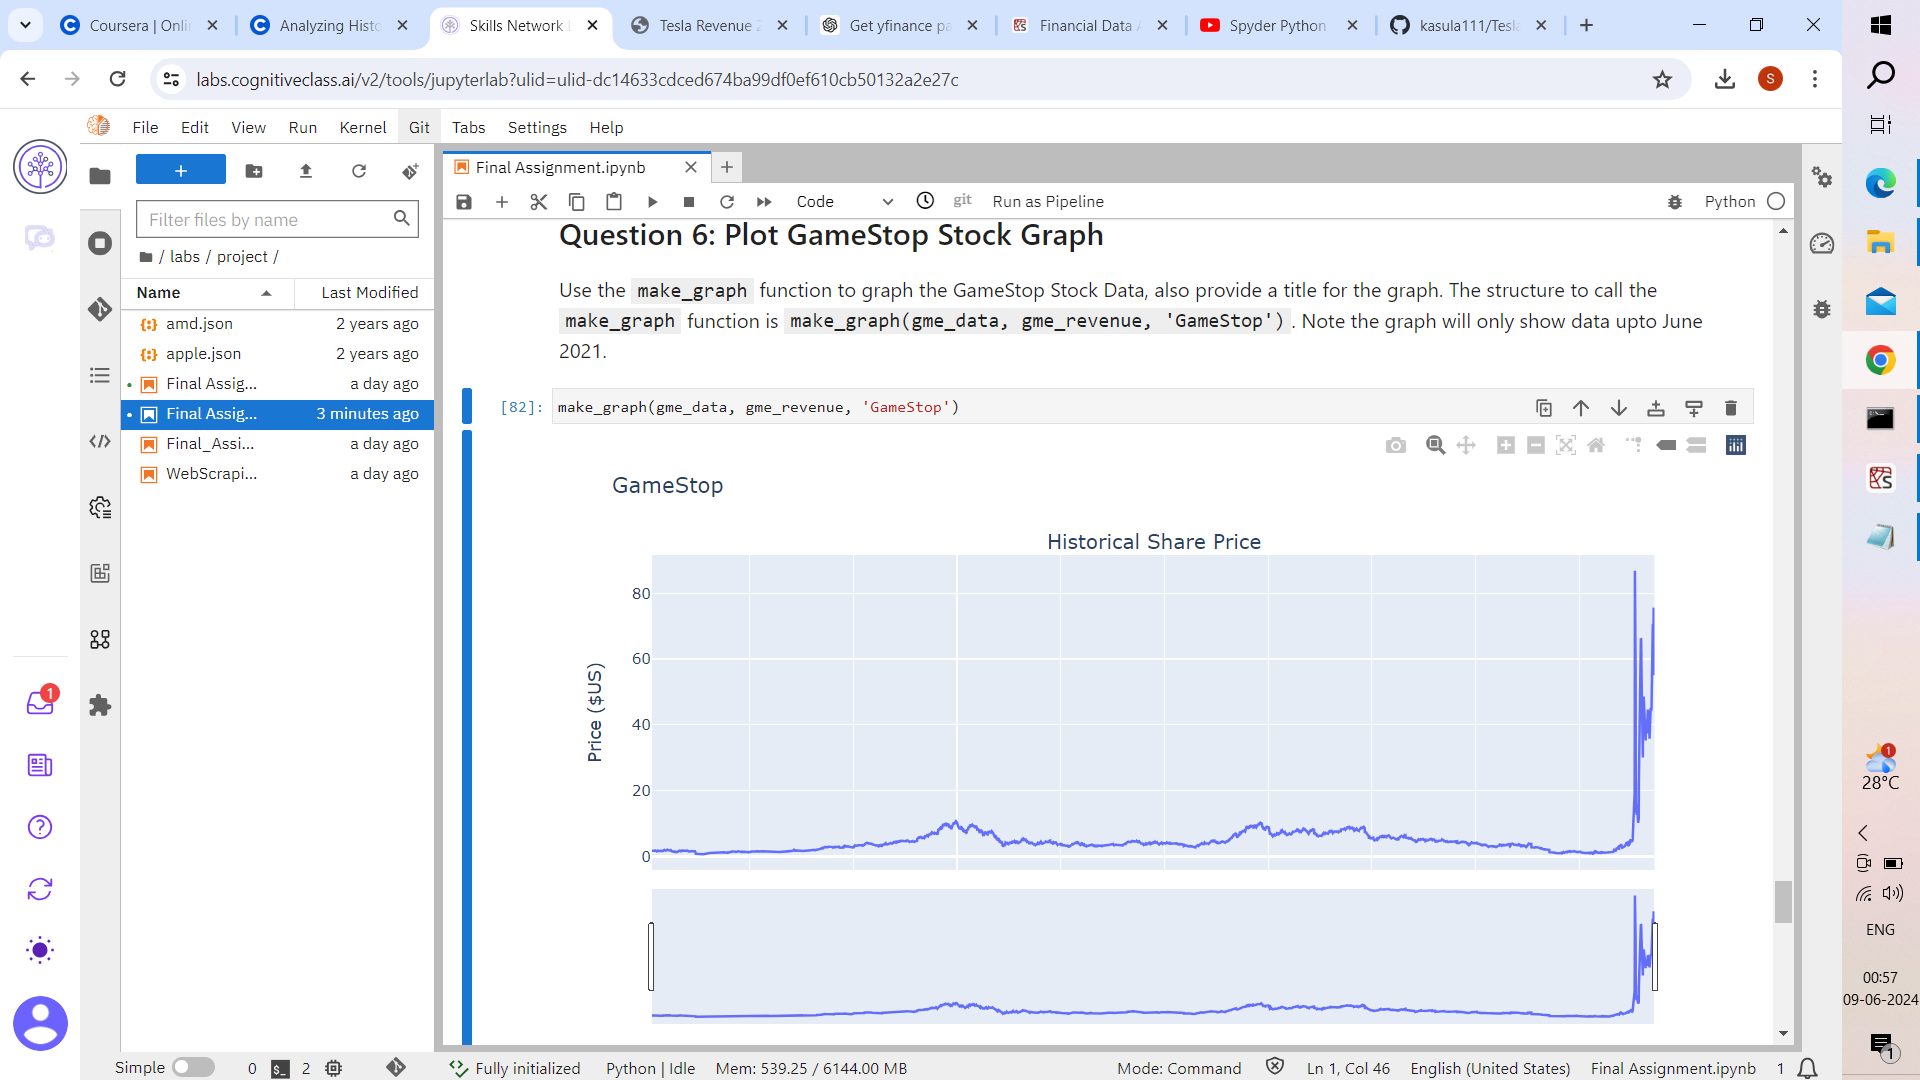 Coursera | Onli
Analyzing Histo
Skills Network
Tesla Revenue 2
Get yfinance pa
Financial Data A
Spyder Python
kasula111/Tesla
labs.cognitiveclass.ai/v2/tools/jupyterlab?ulid=ulid-dc14633cdced674ba99df0ef610cb50132a2e27c
S
File Edit View Run Kernel Git Tabs Settings Help
Final Assignment.ipynb
Code
git
Run as Pipeline
Python
Filter files by name
/ labs / project /
Name Last Modified
amd.json 2 years ago
apple.json 2 years ago
Final Assig... a day ago
Final Assig... 3 minutes ago
Final_Assi... a day ago
WebScrapi... a day ago
Question 6: Plot GameStop Stock Graph
Use the make_graph function to graph the GameStop Stock Data, also provide a title for the graph. The structure to call the
make_graph function is make_graph(gme_data, gme_revenue, 'GameStop') . Note the graph will only show data upto June
2021.
[82]: make_graph(gme_data, gme_revenue, 'GameStop')
GameStop
Historical Share Price
80
60
40
20
0
Price ($US)
1
1
28°C
ENG
00:57
09-06-2024
1
Simple 0 $_ 2 Fully initialized Python | Idle Mem: 539.25 / 6144.00 MB Mode: Command Ln 1, Col 46 English (United States) Final Assignment.ipynb 1